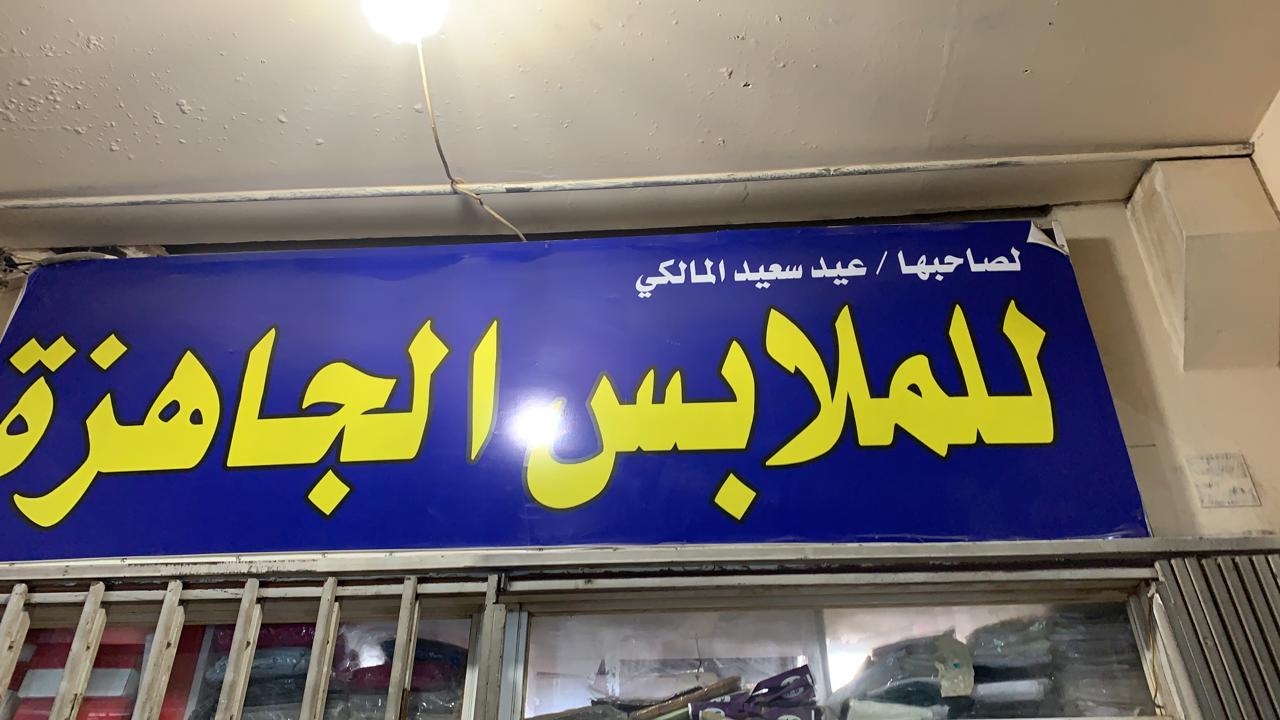 لصاحبها / عيد سعيد المالكي
للملابس الجاهزة